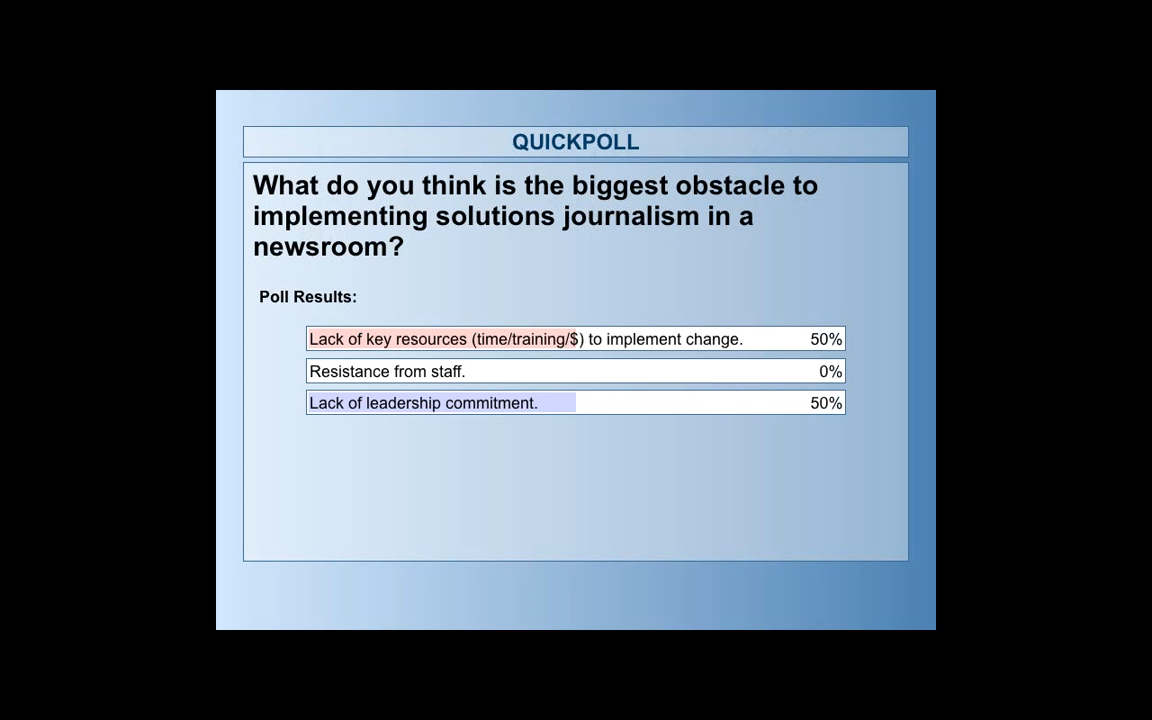 QUICKPOLL
What do you think is the biggest obstacle to
implementing solutions journalism in a
newsroom?
Poll Results:
Lack of key resources (time/training/$) to implement change. 50%
Resistance from staff. 0%
Lack of leadership commitment. 50%